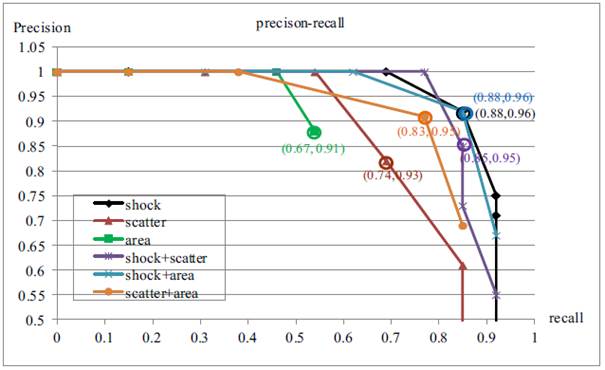 precison-recall
Precision
1.05
1
0.95
0.9
0.85
0.8
0.75
0.7
0.65
0.6
0.55
0.5
(0.88,0.96)
(0.88,0.96)
(0.83,0.95)
(0.67,0.91)
(0.85,0.95)
(0.74,0.93)
shock
scatter
area
shock+scatter
shock+area
scatter+area
recall
0 0.1 0.2 0.3 0.4 0.5 0.6 0.7 0.8 0.9 1